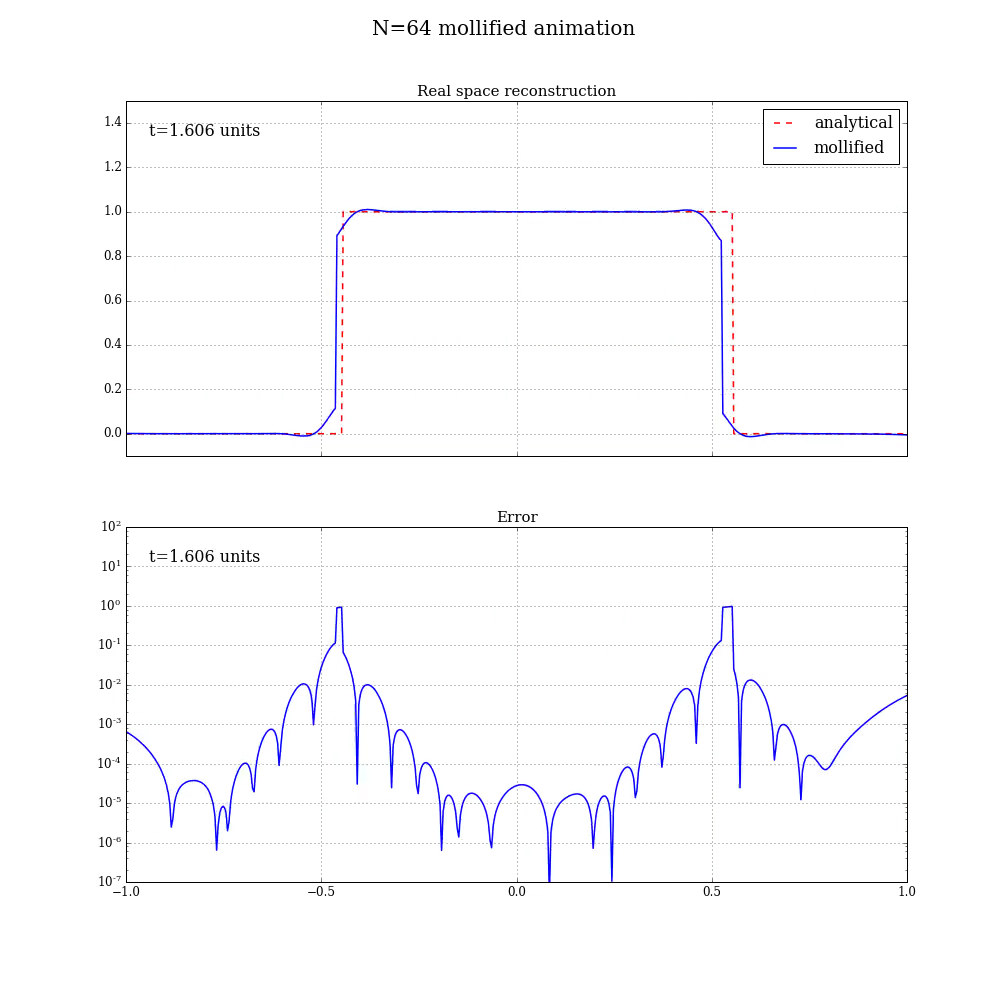 N=64 mollified animation
Real space reconstruction
t=1.606 units
analytical
mollified
1.4
1.2
1.0
0.8
0.6
0.4
0.2
0.0
Error
t=1.606 units
10²
10¹
10⁰
10⁻¹
10⁻²
10⁻³
10⁻⁴
10⁻⁵
10⁻⁶
10⁻⁷
−1.0 −0.5 0.0 0.5 1.0